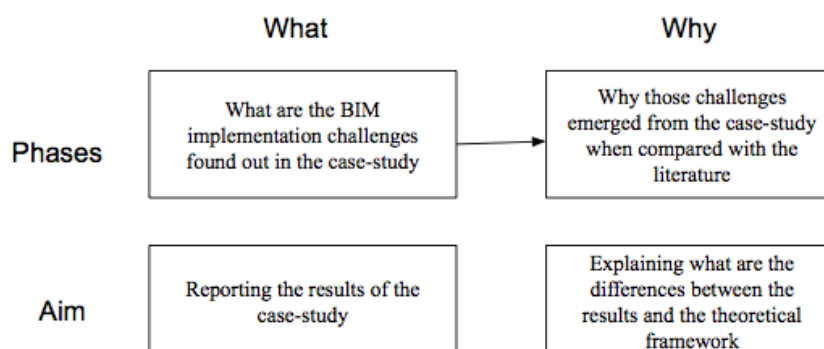 What
Why
Phases
What are the BIM
implementation challenges
found out in the case-study
Why those challenges
emerged from the case-study
when compared with the
literature
Aim
Reporting the results of the
case-study
Explaining what are the
differences between the
results and the theoretical
framework